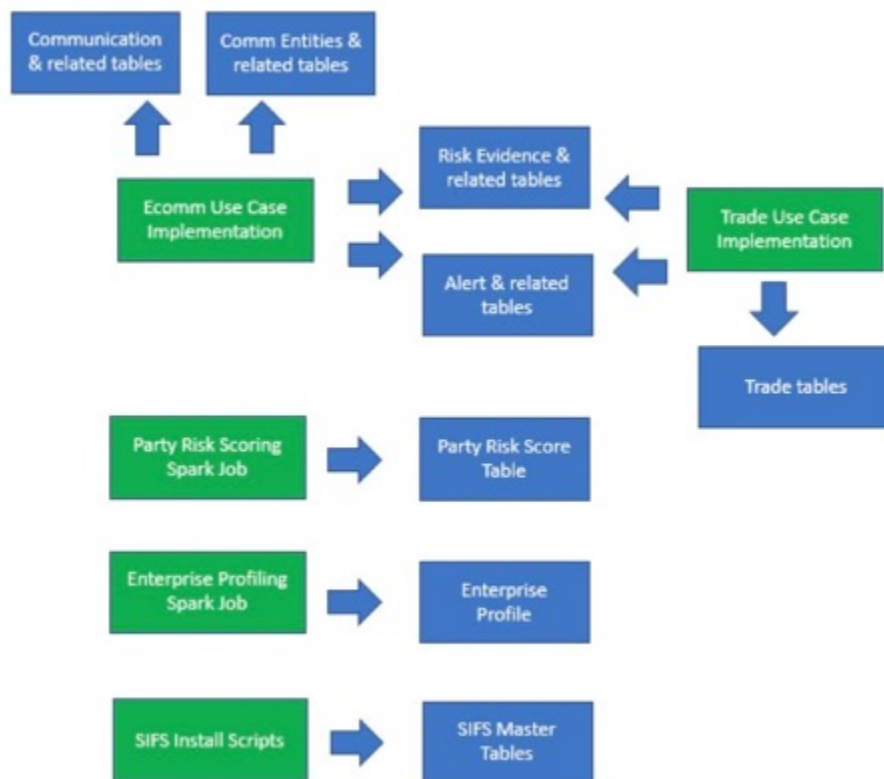 Communication
& related tables
Comm Entities &
related tables
Risk Evidence &
related tables
Ecomm Use Case
Implementation
Trade Use Case
Implementation
Alert & related
tables
Trade tables
Party Risk Scoring
Spark Job
Party Risk Score
Table
Enterprise Profiling
Spark Job
Enterprise
Profile
SIFS Install Scripts
SIFS Master
Tables